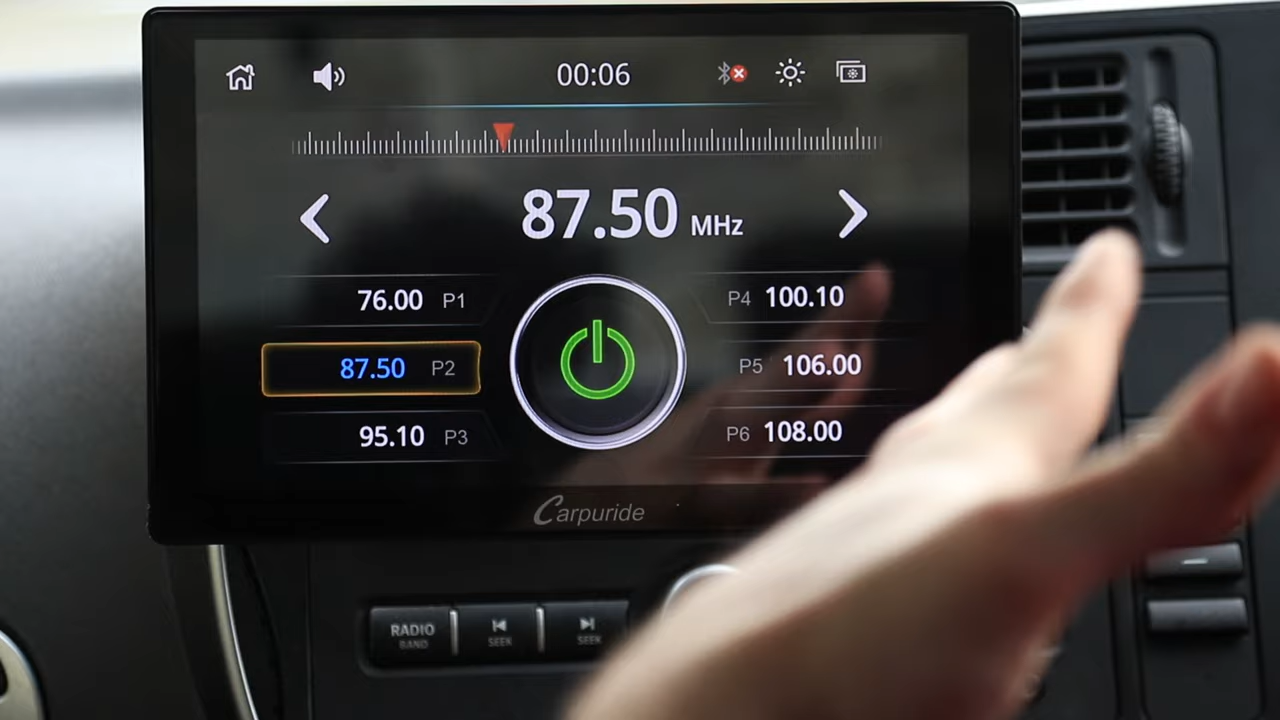 00:06
87.50 MHz
76.00 P1
P4 100.10
87.50 P2
P5 106.00
95.10 P3
P6 108.00
Carpuride
RADIO
BAND
SEEK
SEEK